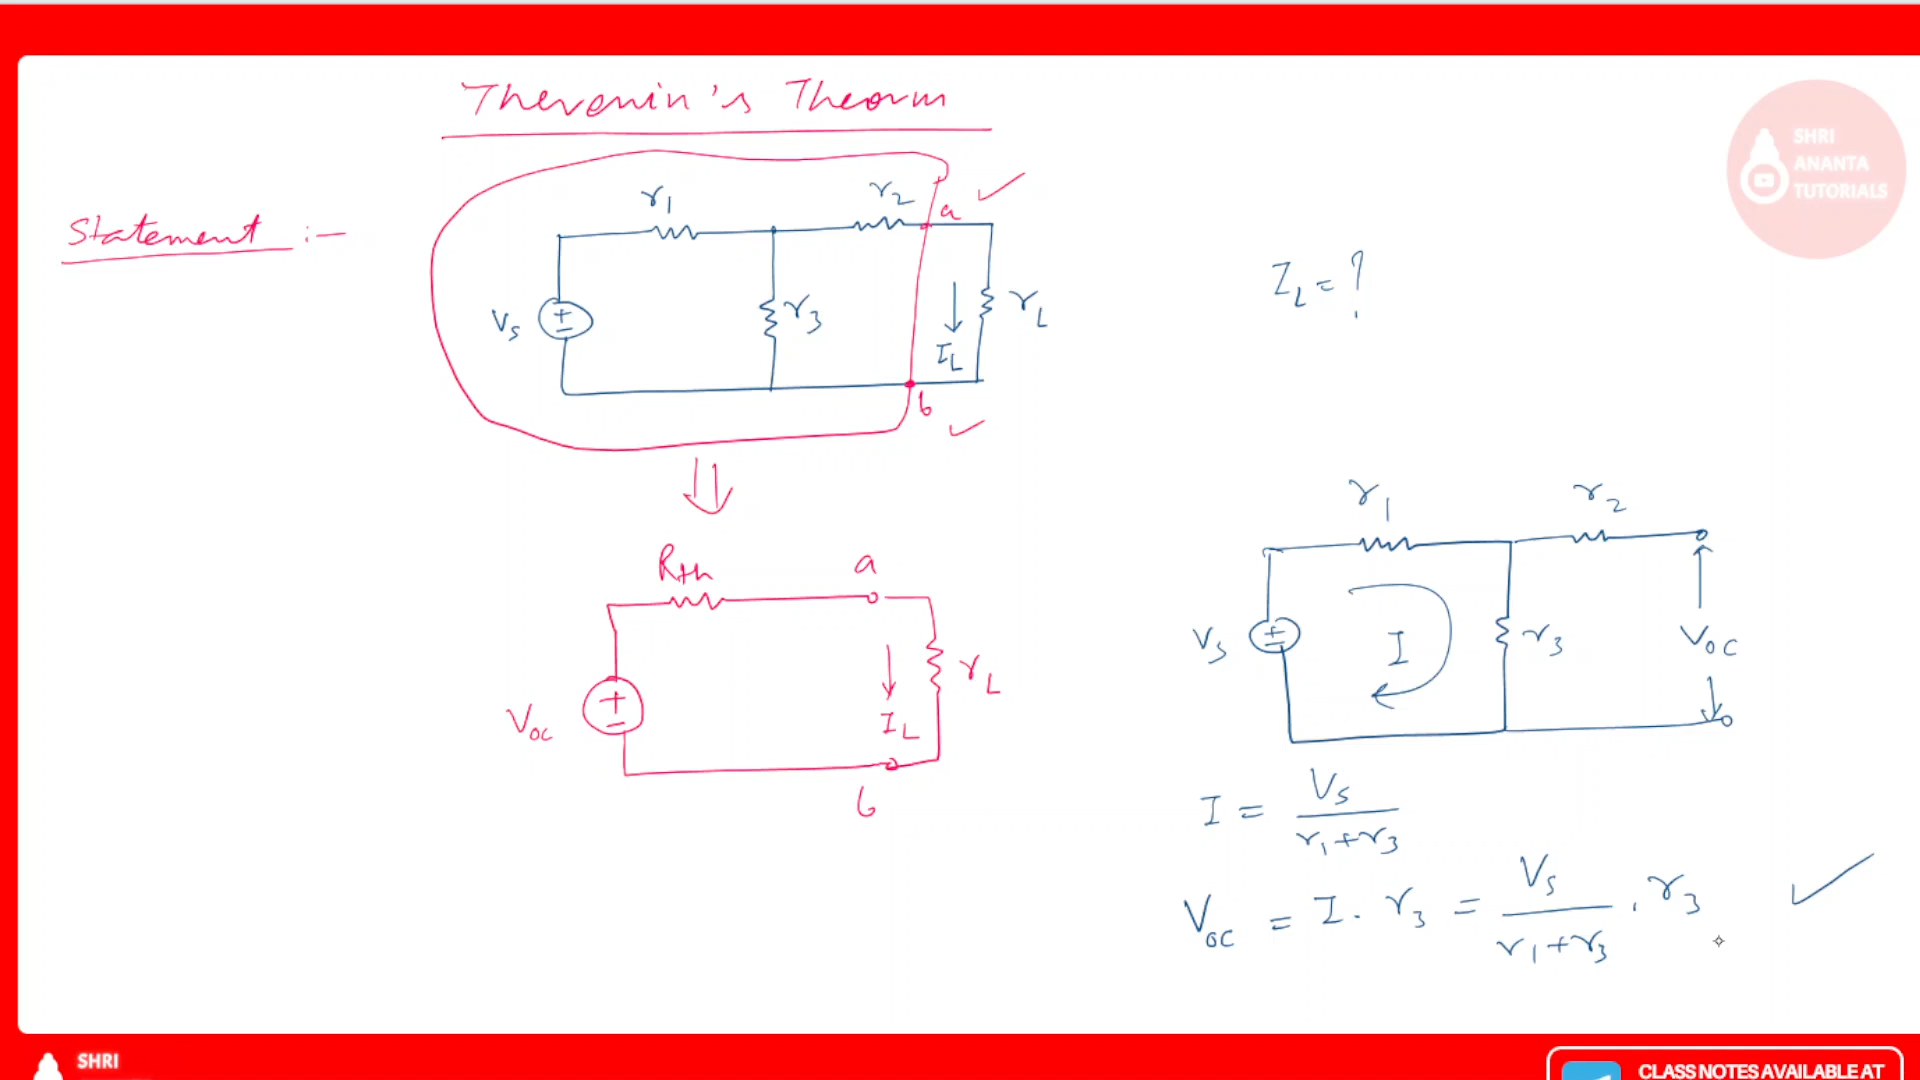 Thevenin's Theorm
Statement :-
r1
r2
a
Vs
+
-
r3
IL
rL
b
IL = ?
Rth
a
Voc
+
-
IL
rL
b
r1
r2
Vs
+
-
I
r3
Voc
I = Vs / r1+r3
Voc = I . r3 = Vs / r1+r3 . r3
SHRI
ANANTA
TUTORIALS
SHRI
CLASS NOTES AVAILABLE AT